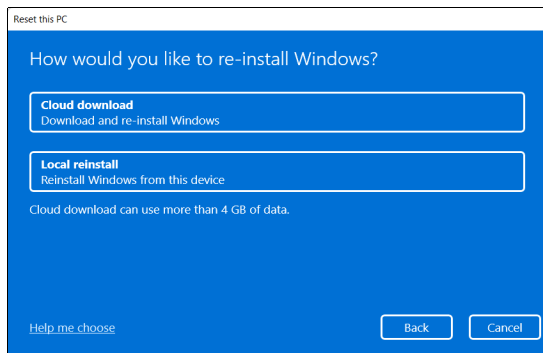 Reset this PC
How would you like to re-install Windows?
Cloud download
Download and re-install Windows
Local reinstall
Reinstall Windows from this device
Cloud download can use more than 4 GB of data.
Help me choose
Back
Cancel